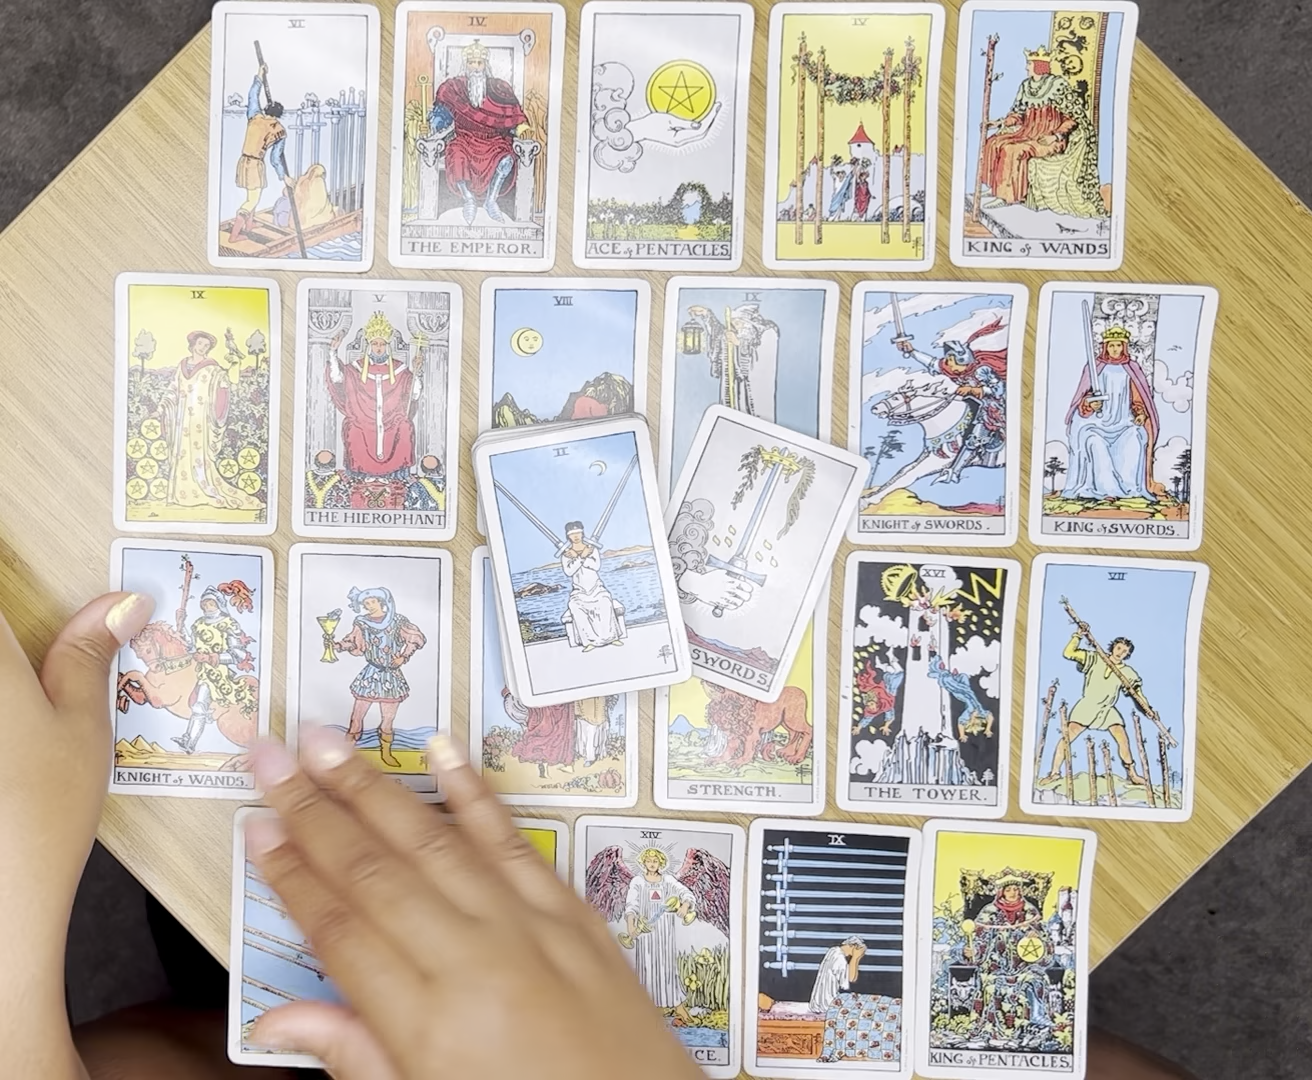 VI
IV
THE EMPEROR.
ACE of PENTACLES.
IV
KING of WANDS
IX
V
THE HIEROPHANT
VIII
IX
KNIGHT of SWORDS.
KING of SWORDS.
II
SWORDS.
KNIGHT of WANDS.
STRENGTH.
XVI
THE TOWER.
VII
XIV
CE.
IX
KING of PENTACLES.